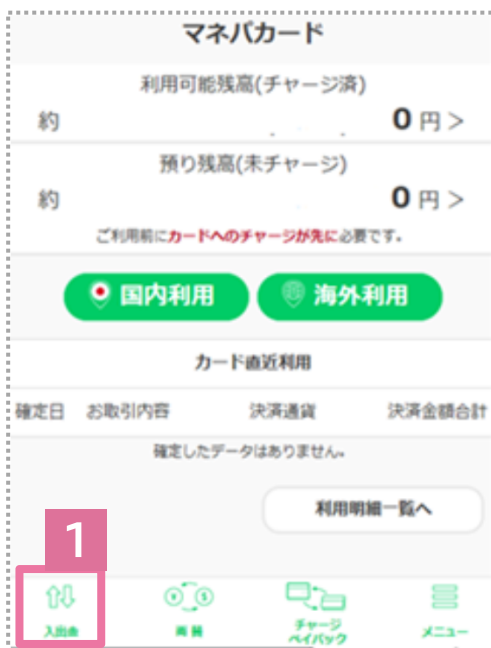 マネパカード
利用可能残高(チャージ済)
約 0 円 >
預り残高(未チャージ)
約 0 円 >
ご利用前にカードへのチャージが先に必要です。
国内利用 海外利用
カード直近利用
確定日 お取引内容 決済通貨 決済金額合計
確定したデータはありません。
利用明細一覧へ
1
入出金 両替 チャージ メニュー
ペイバック